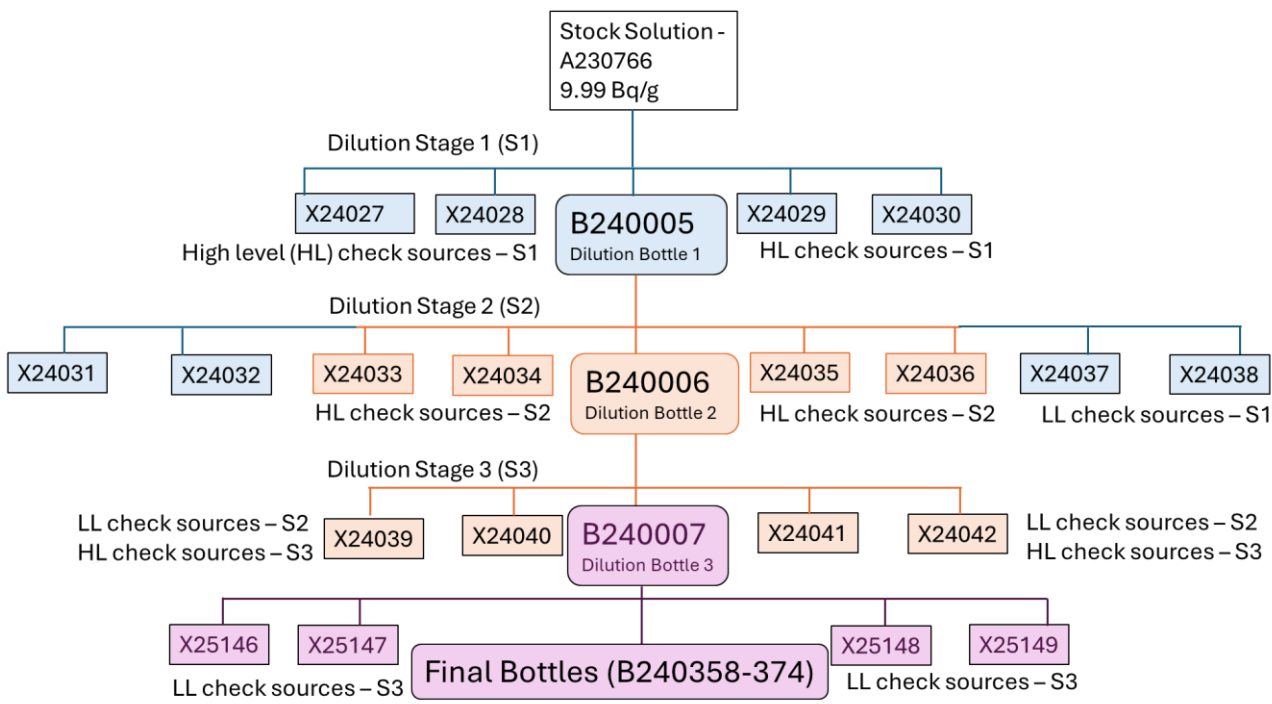 Stock Solution -
A230766
9.99 Bq/g
Dilution Stage 1 (S1)
X24027
X24028
B240005
Dilution Bottle 1
X24029
X24030
High level (HL) check sources – S1
HL check sources – S1
Dilution Stage 2 (S2)
X24031
X24032
X24033
X24034
B240006
Dilution Bottle 2
X24035
X24036
X24037
X24038
HL check sources – S2
HL check sources – S2
LL check sources – S1
Dilution Stage 3 (S3)
LL check sources – S2
HL check sources – S3
X24039
X24040
B240007
Dilution Bottle 3
X24041
X24042
LL check sources – S2
HL check sources – S3
X25146
X25147
Final Bottles (B240358-374)
X25148
X25149
LL check sources – S3
LL check sources – S3